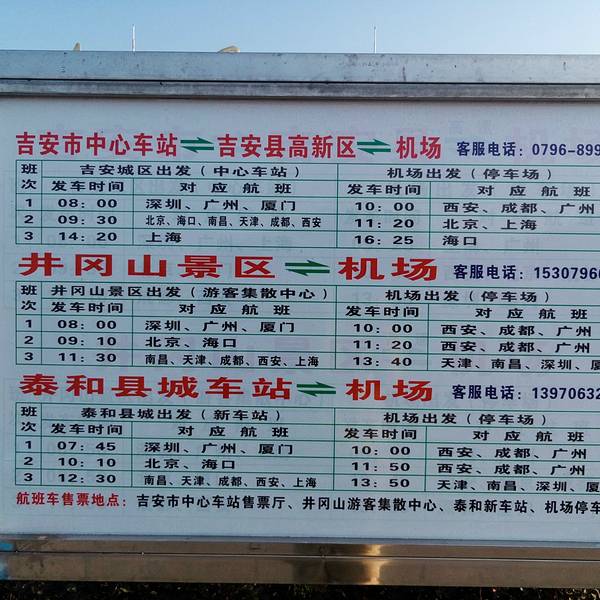 吉安市中心车站⇌吉安县高新区⇌机场 客服电话：0796-899
班次 吉安城区出发（中心车站） 机场出发（停车场）
发车时间 对应航班 发车时间 对应航班
1 08：00 深圳、广州、厦门 10：00 西安、成都、广州
2 09：30 北京、海口、南昌、天津、成都、西安 11：20 北京、上海
3 14：20 上海 16：25 海口
井冈山景区⇌机场 客服电话：1530796
班次 井冈山景区出发（游客集散中心） 机场出发（停车场）
发车时间 对应航班 发车时间 对应航班
1 08：00 深圳、广州、厦门 10：00 西安、成都、广州
2 09：10 北京、海口 11：20 西安、成都、广州
3 11：30 南昌、天津、成都、西安、上海 13：40 天津、南昌、深圳、厦
泰和县城车站⇌机场 客服电话：13970632
班次 泰和县城出发（新车站） 机场出发（停车场）
发车时间 对应航班 发车时间 对应航班
1 07：45 深圳、广州、厦门 10：00 西安、成都、广州
2 10：10 北京、海口 11：50 西安、成都、广州
3 12：30 南昌、天津、成都、西安、上海 13：50 天津、南昌、深圳、厦
航班车售票地点：吉安市中心车站售票厅、井冈山游客集散中心、泰和新车站、机场停车